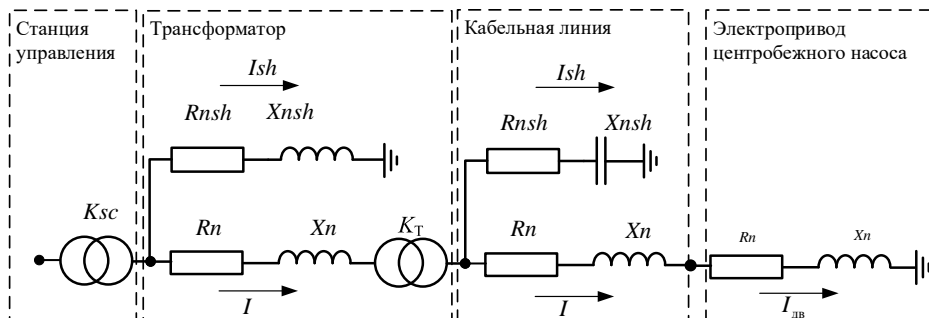 Станция
управления
Трансформатор
Кабельная линия
Электропривод
центробежного насоса
Ish
Rnsh Xnsh
Ish
Rnsh Xnsh
Ksc
Rn Xn
Kт
Rn Xn
Rn Xn
I
I
Iдв